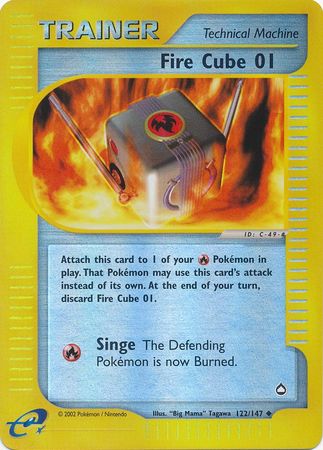 TRAINER
Technical Machine
Fire Cube 01
ID: C-49-#
Attach this card to 1 of your Pokémon in
play. That Pokémon may use this card's attack
instead of its own. At the end of your turn,
discard Fire Cube 01.
Singe The Defending
Pokémon is now Burned.
e
© 2002 Pokémon / Nintendo
Illus. "Big Mama" Tagawa
122/147